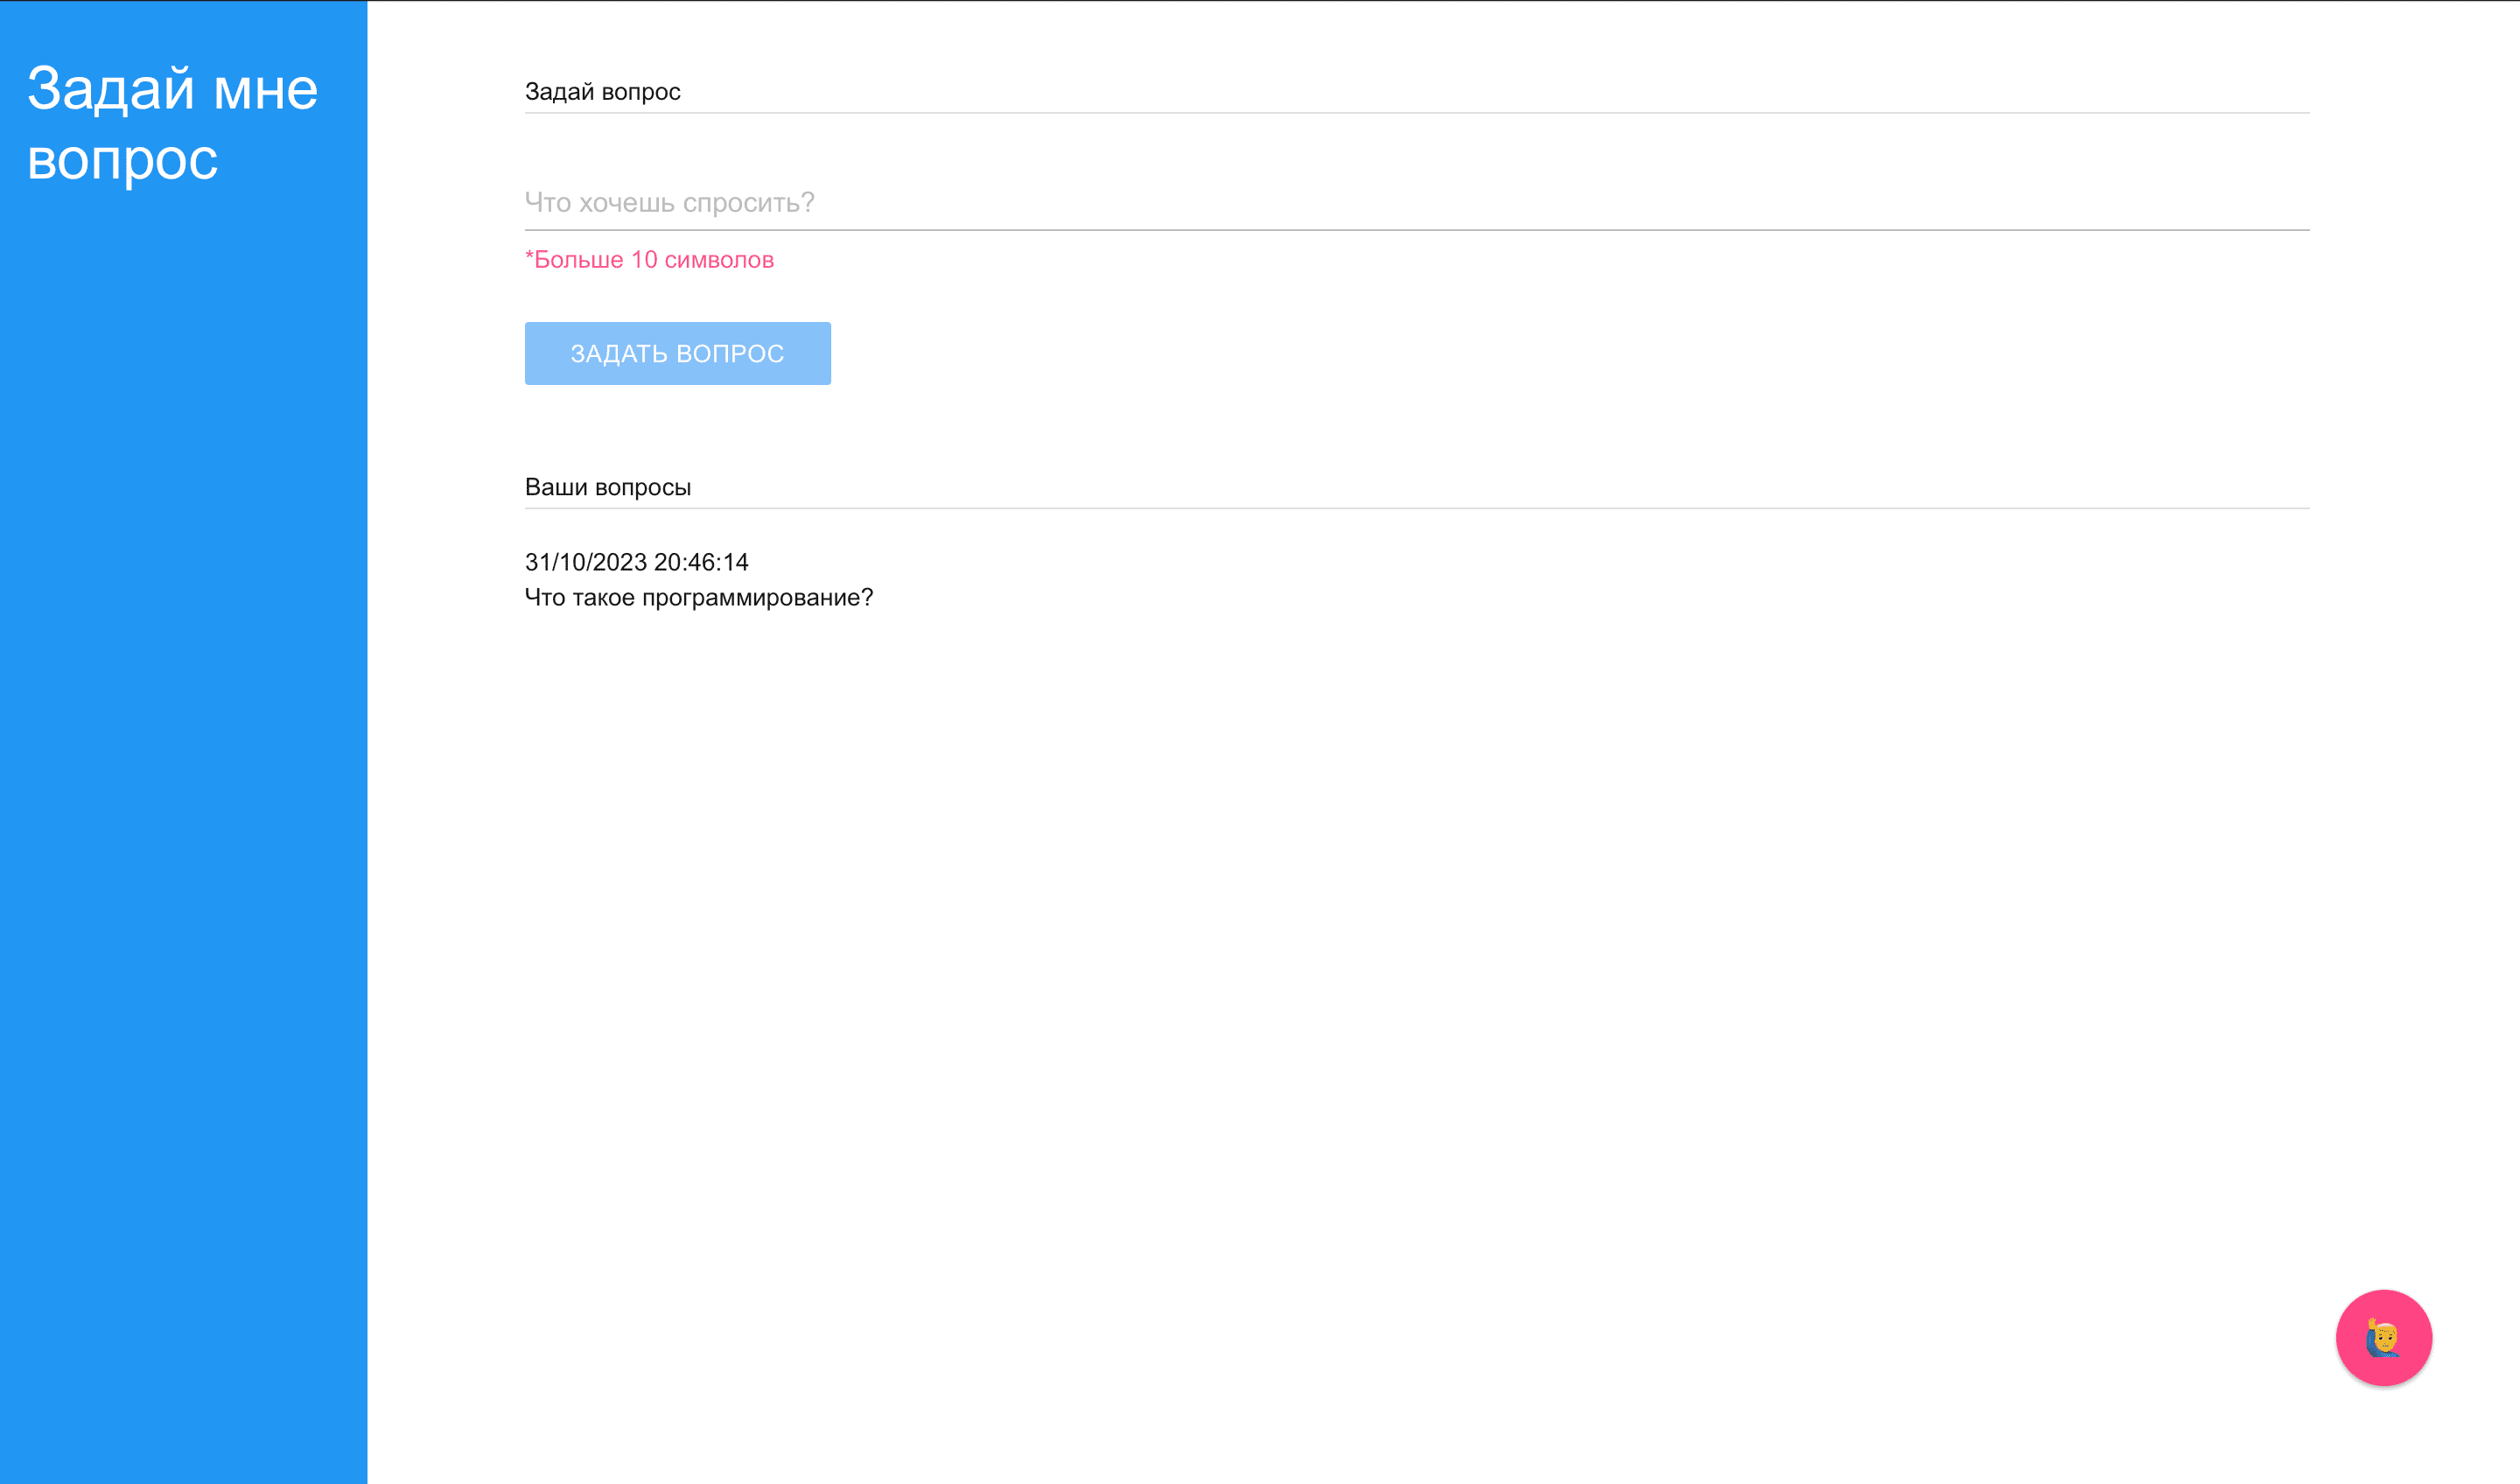 Задай мне
вопрос
Задай вопрос
Что хочешь спросить?
*Больше 10 символов
ЗАДАТЬ ВОПРОС
Ваши вопросы
31/10/2023 20:46:14
Что такое программирование?